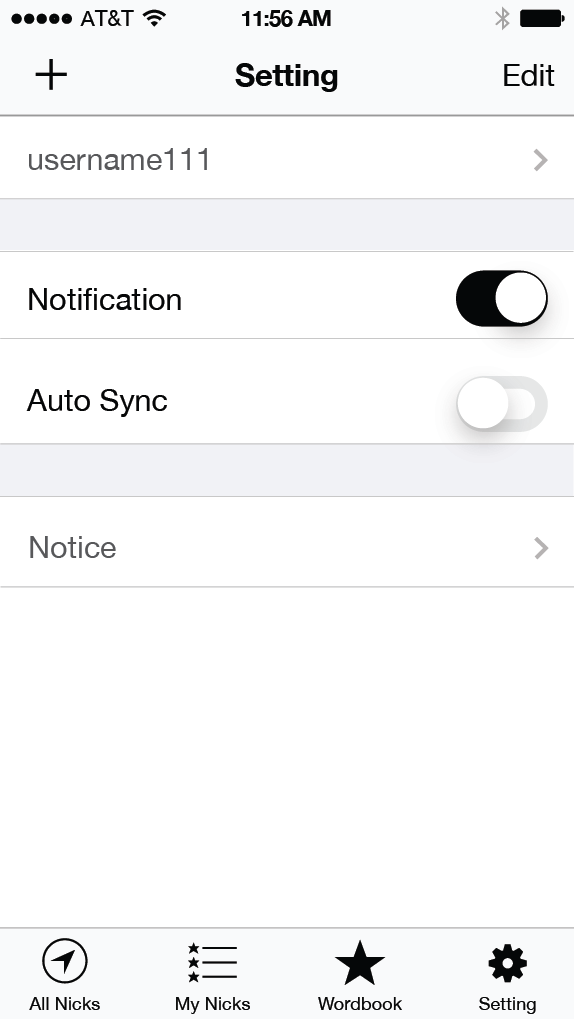 AT&T 11:56 AM
Setting Edit
username111
Notification
Auto Sync
Notice
All Nicks My Nicks Wordbook Setting